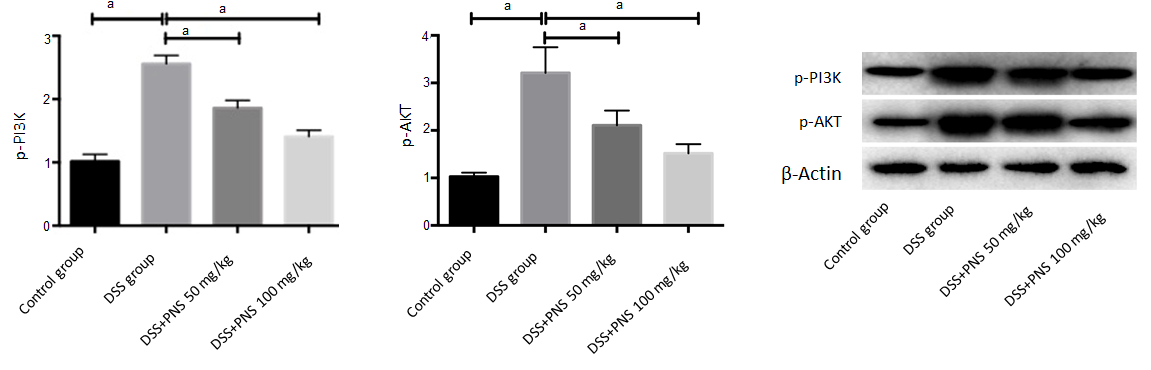 a
a
a
3
2
1
0
p-PI3K
Control group
DSS group
DSS+PNS 50 mg/kg
DSS+PNS 100 mg/kg
a
a
a
4
3
2
1
0
p-AKT
Control group
DSS group
DSS+PNS 50 mg/kg
DSS+PNS 100 mg/kg
p-PI3K
p-AKT
β-Actin
Control group
DSS group
DSS+PNS 50 mg/kg
DSS+PNS 100 mg/kg